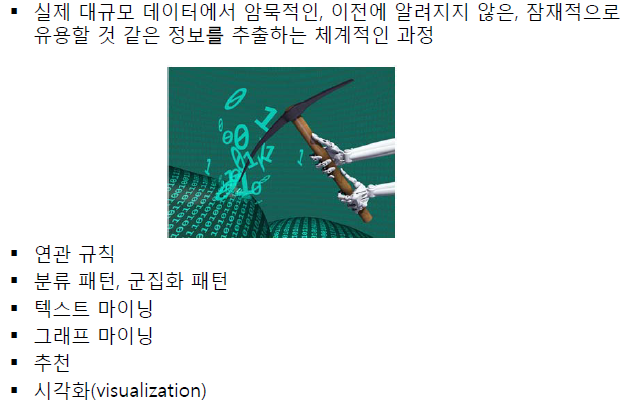 ▪ 실제 대규모 데이터에서 암묵적인, 이전에 알려지지 않은, 잠재적으로
유용할 것 같은 정보를 추출하는 체계적인 과정
▪ 연관 규칙
▪ 분류 패턴, 군집화 패턴
▪ 텍스트 마이닝
▪ 그래프 마이닝
▪ 추천
▪ 시각화(visualization)